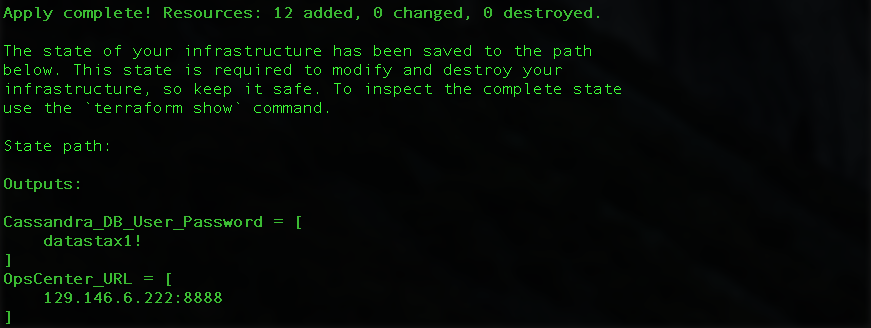 Apply complete! Resources: 12 added, 0 changed, 0 destroyed.
The state of your infrastructure has been saved to the path
below. This state is required to modify and destroy your
infrastructure, so keep it safe. To inspect the complete state
use the `terraform show` command.
State path:
Outputs:
Cassandra_DB_User_Password = [
    datastax1!
]
OpsCenter_URL = [
    129.146.6.222:8888
]